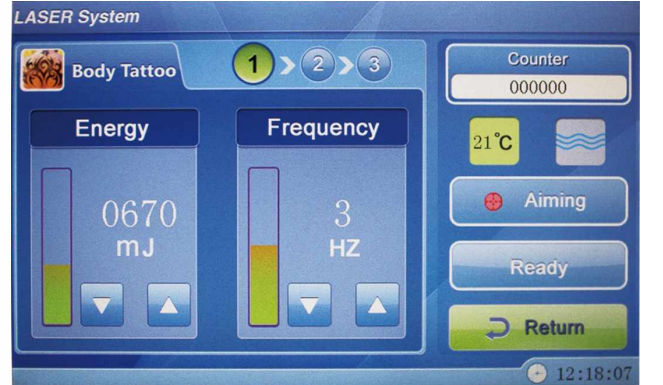 LASER System
Body Tattoo
1 2 3
Energy
0670
mJ
Frequency
3
HZ
Counter
000000
21°C
Aiming
Ready
Return
12:18:07